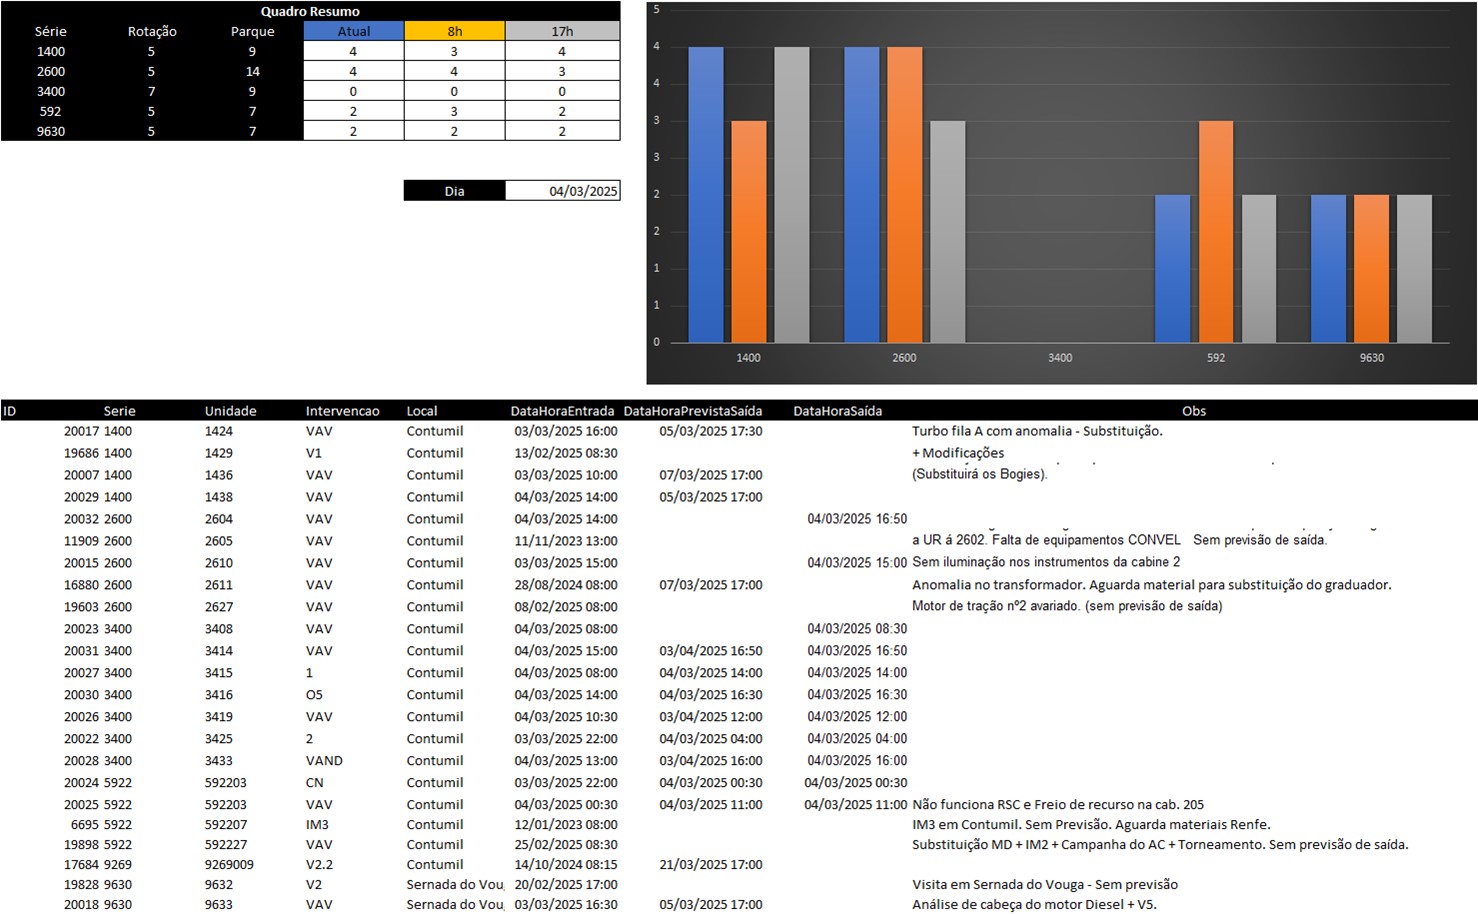 Quadro Resumo
Série Rotação Parque Atual 8h 17h
1400 5 9 4 3 4
2600 5 14 4 4 3
3400 7 9 0 0 0
592 5 7 2 3 2
9630 5 7 2 2 2
Dia 04/03/2025
5
4
4
3
3
2
2
1
1
0
1400 2600 3400 592 9630
ID Serie Unidade Intervencao Local DataHoraEntrada DataHoraPrevistaSaída DataHoraSaída Obs
20017 1400 1424 VAV Contumil 03/03/2025 16:00 05/03/2025 17:30 Turbo fila A com anomalia - Substituição.
19686 1400 1429 V1 Contumil 13/02/2025 08:30 + Modificações
20007 1400 1436 VAV Contumil 03/03/2025 10:00 07/03/2025 17:00 (Substituirá os Bogies).
20029 1400 1438 VAV Contumil 04/03/2025 14:00 05/03/2025 17:00
20032 2600 2604 VAV Contumil 04/03/2025 14:00 04/03/2025 16:50
11909 2600 2605 VAV Contumil 11/11/2023 13:00 a UR á 2602. Falta de equipamentos CONVEL Sem previsão de saída.
20015 2600 2610 VAV Contumil 03/03/2025 15:00 04/03/2025 15:00 Sem iluminação nos instrumentos da cabine 2
16880 2600 2611 VAV Contumil 28/08/2024 08:00 07/03/2025 17:00 Anomalia no transformador. Aguarda material para substituição do graduador.
19603 2600 2627 VAV Contumil 08/02/2025 08:00 Motor de tração nº2 avariado. (sem previsão de saída)
20023 3400 3408 VAV Contumil 04/03/2025 08:00 04/03/2025 08:30
20031 3400 3414 VAV Contumil 04/03/2025 15:00 03/04/2025 16:50 04/03/2025 16:50
20027 3400 3415 1 Contumil 04/03/2025 08:00 04/03/2025 14:00 04/03/2025 14:00
20030 3400 3416 O5 Contumil 04/03/2025 14:00 04/03/2025 16:30 04/03/2025 16:30
20026 3400 3419 VAV Contumil 04/03/2025 10:30 03/04/2025 12:00 04/03/2025 12:00
20022 3400 3425 2 Contumil 03/03/2025 22:00 04/03/2025 04:00 04/03/2025 04:00
20028 3400 3433 VAND Contumil 04/03/2025 13:00 03/04/2025 16:00 04/03/2025 16:00
20024 5922 592203 CN Contumil 03/03/2025 22:00 04/03/2025 00:30 04/03/2025 00:30
20025 5922 592203 VAV Contumil 04/03/2025 00:30 04/03/2025 11:00 04/03/2025 11:00 Não funciona RSC e Freio de recurso na cab. 205
6695 5922 592207 IM3 Contumil 12/01/2023 08:00 IM3 em Contumil. Sem Previsão. Aguarda materiais Renfe.
19898 5922 592227 VAV Contumil 25/02/2025 08:30 Substituição MD + IM2 + Campanha do AC + Torneamento. Sem previsão de saída.
17684 9269 9269009 V2.2 Contumil 14/10/2024 08:15 21/03/2025 17:00
19828 9630 9632 V2 Sernada do Voug 20/02/2025 17:00 Visita em Sernada do Vouga - Sem previsão
20018 9630 9633 VAV Sernada do Voug 03/03/2025 16:30 05/03/2025 17:00 Análise de cabeça do motor Diesel + V5.